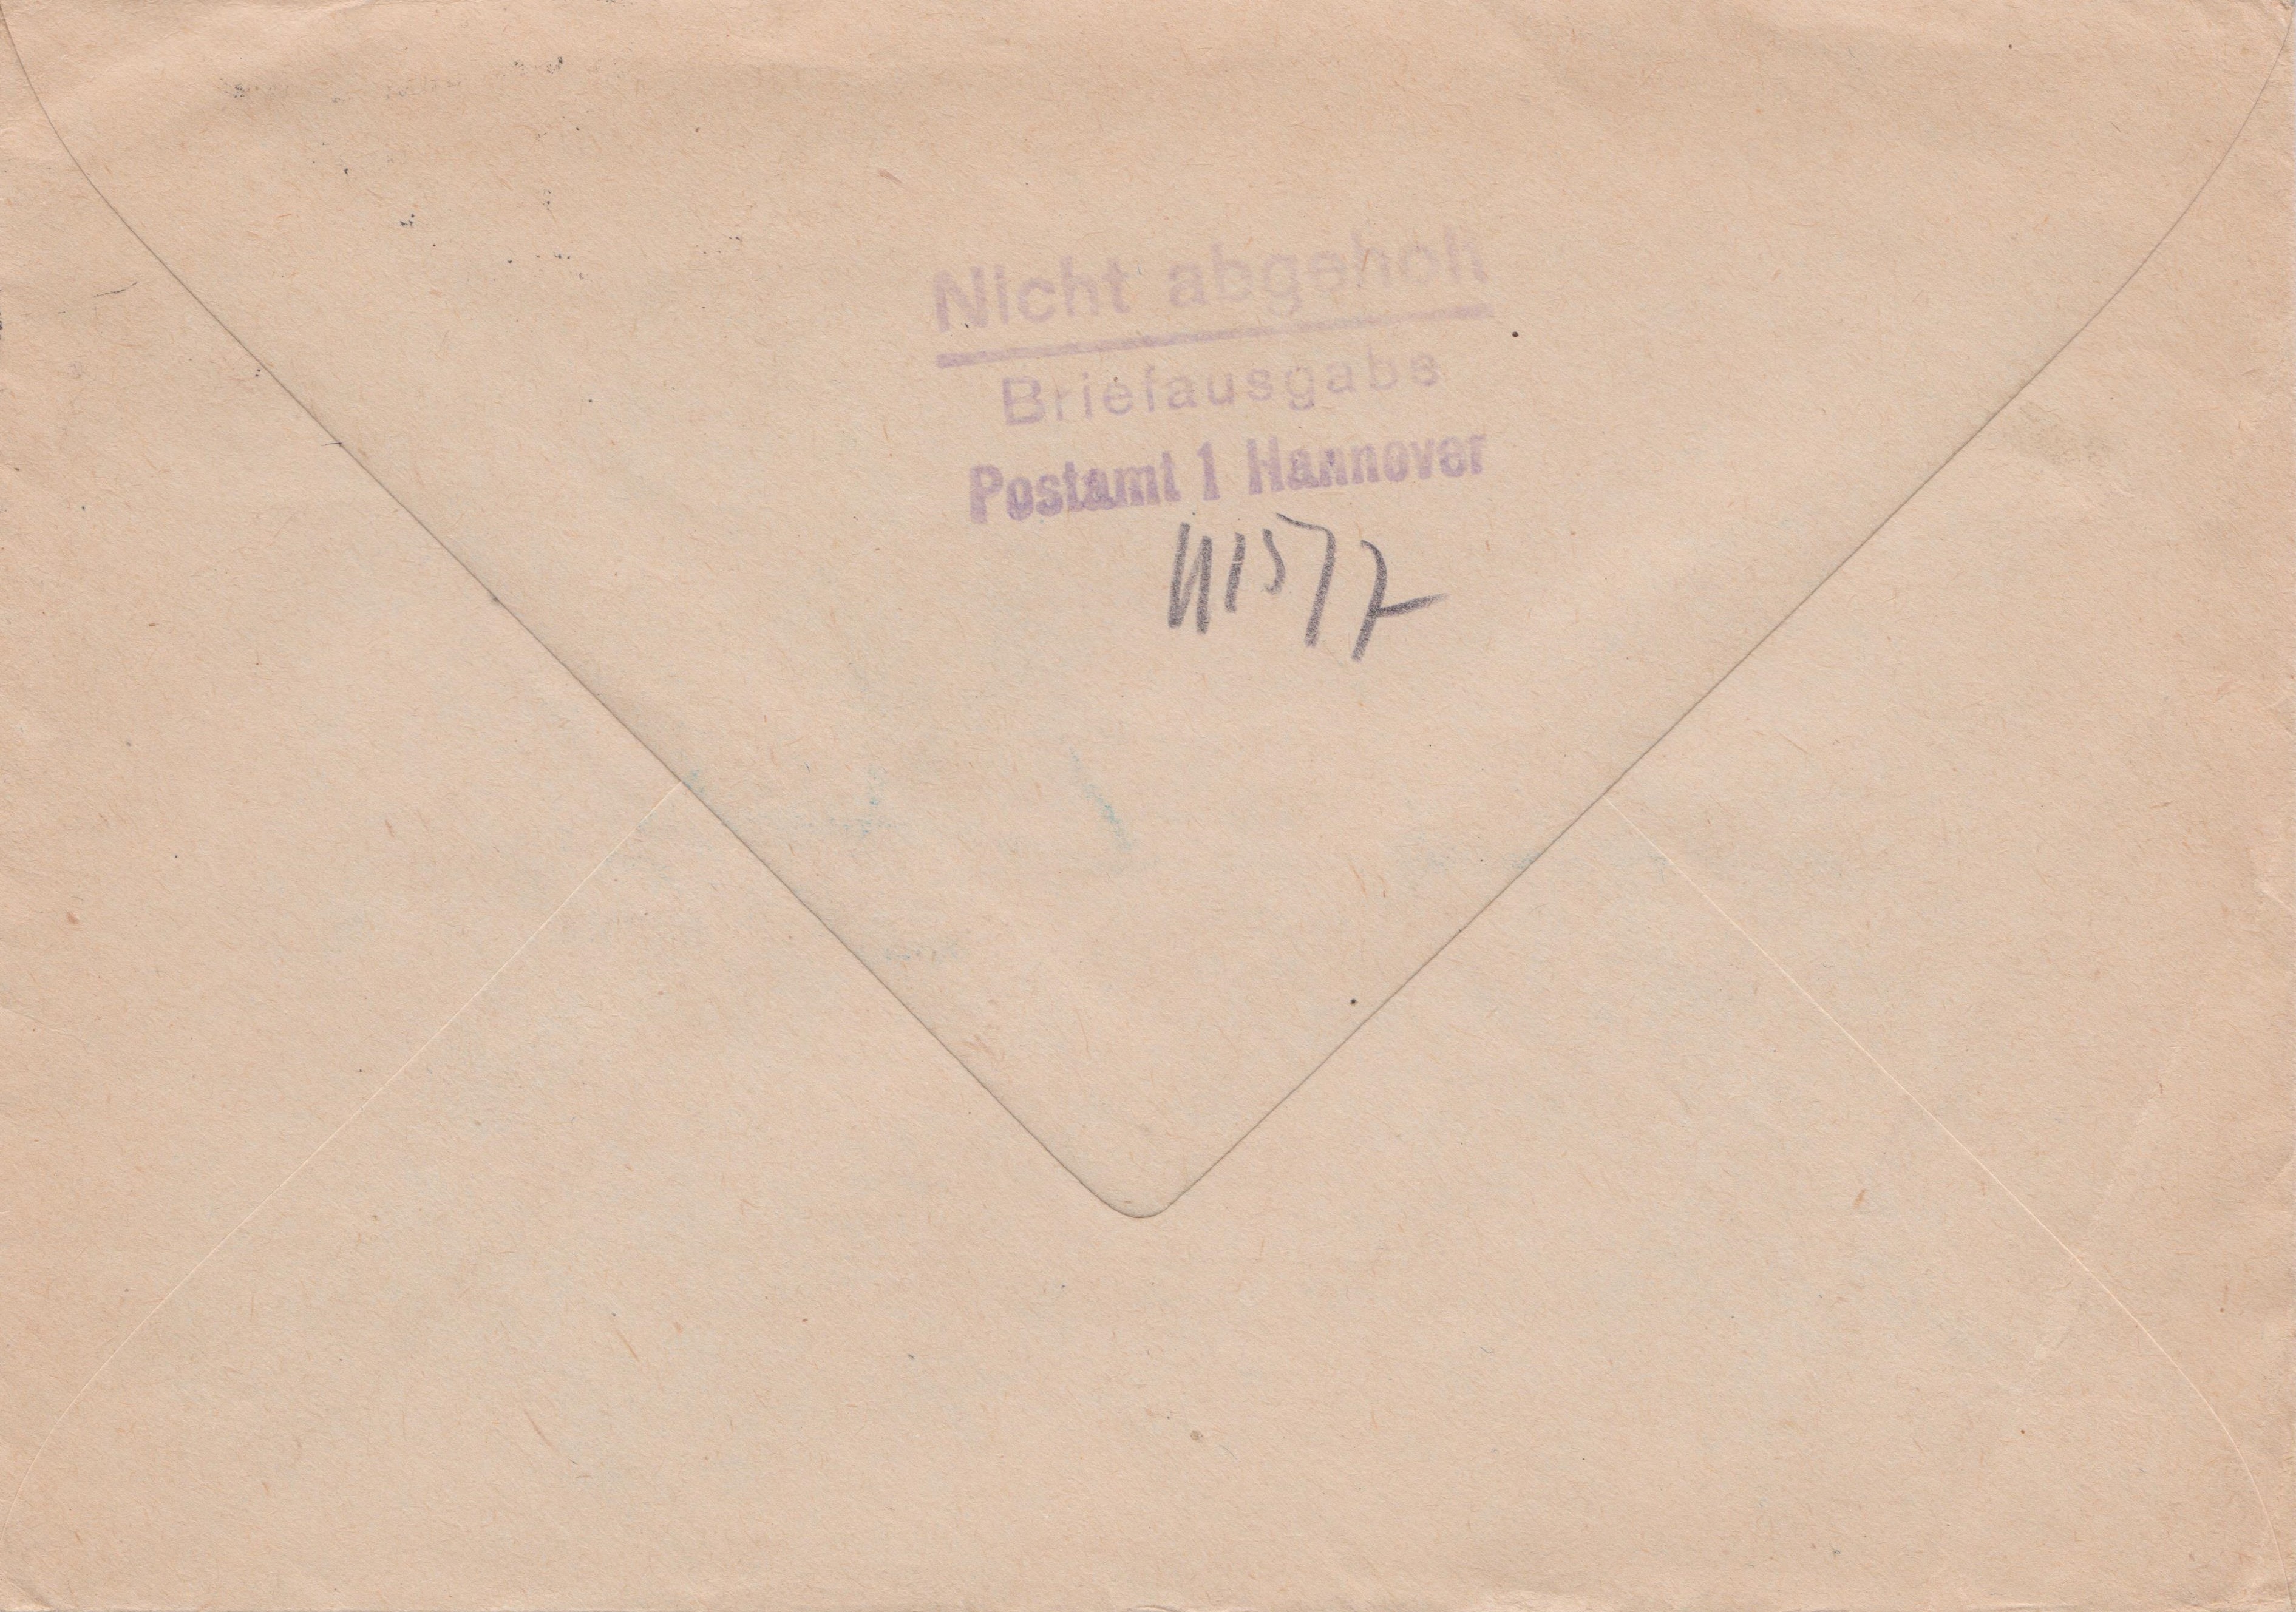 Nicht abgeholt
Briefausgabe
Postamt 1 Hannover